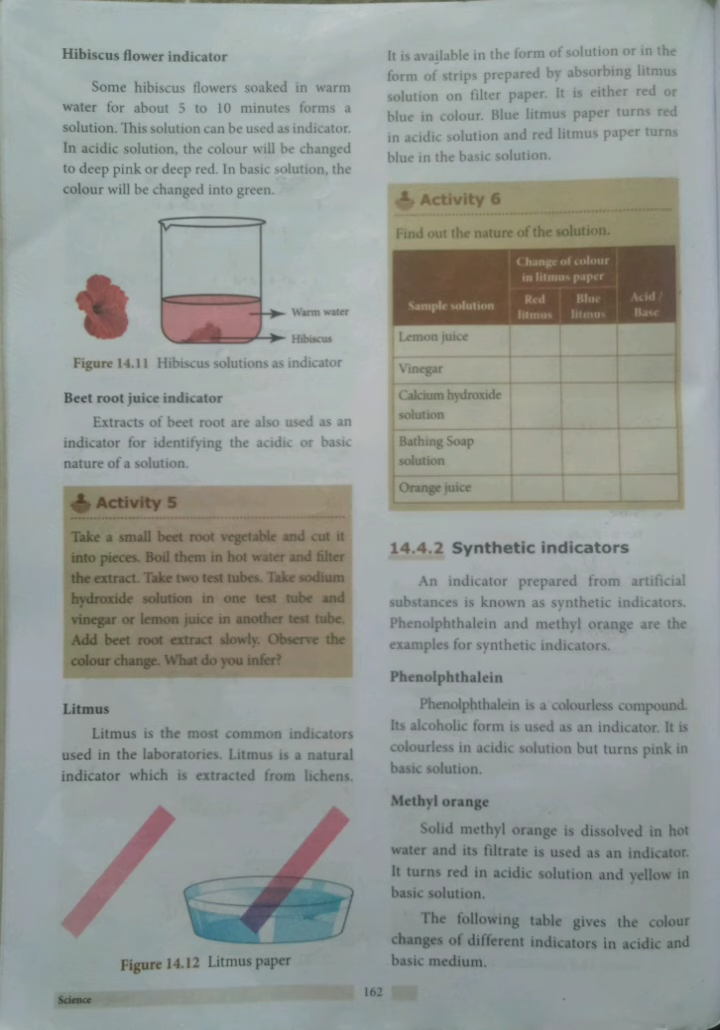 Hibiscus flower indicator
Some hibiscus flowers soaked in warm
water for about 5 to 10 minutes forms a
solution. This solution can be used as indicator.
In acidic solution, the colour will be changed
to deep pink or deep red. In basic solution, the
colour will be changed into green.
Warm water
Hibiscus
Figure 14.11 Hibiscus solutions as indicator
Beet root juice indicator
Extracts of beet root are also used as an
indicator for identifying the acidic or basic
nature of a solution.
Activity 5
Take a small beet root vegetable and cut it
into pieces. Boil them in hot water and filter
the extract. Take two test tubes. Take sodium
hydroxide solution in one test tube and
vinegar or lemon juice in another test tube.
Add beet root extract slowly. Observe the
colour change. What do you infer?
Litmus
Litmus is the most common indicators
used in the laboratories. Litmus is a natural
indicator which is extracted from lichens.
Figure 14.12 Litmus paper
It is available in the form of solution or in the
form of strips prepared by absorbing litmus
solution on filter paper. It is either red or
blue in colour. Blue litmus paper turns red
in acidic solution and red litmus paper turns
blue in the basic solution.
Activity 6
Find out the nature of the solution.
Sample solution
Change of colour
in litmus paper
Red
litmus
Blue
litmus
Acid /
Base
Lemon juice
Vinegar
Calcium hydroxide
solution
Bathing Soap
solution
Orange juice
14.4.2 Synthetic indicators
An indicator prepared from artificial
substances is known as synthetic indicators.
Phenolphthalein and methyl orange are the
examples for synthetic indicators.
Phenolphthalein
Phenolphthalein is a colourless compound.
Its alcoholic form is used as an indicator. It is
colourless in acidic solution but turns pink in
basic solution.
Methyl orange
Solid methyl orange is dissolved in hot
water and its filtrate is used as an indicator.
It turns red in acidic solution and yellow in
basic solution.
The following table gives the colour
changes of different indicators in acidic and
basic medium.
Science
162